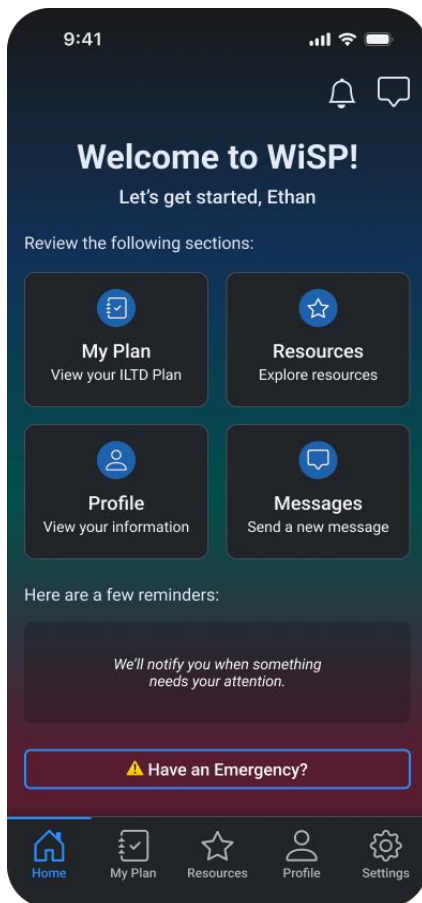 9:41
Welcome to WiSP!
Let's get started, Ethan
Review the following sections:
My Plan
View your ILTD Plan
Resources
Explore resources
Profile
View your information
Messages
Send a new message
Here are a few reminders:
We'll notify you when something
needs your attention.
Have an Emergency?
Home
My Plan
Resources
Profile
Settings